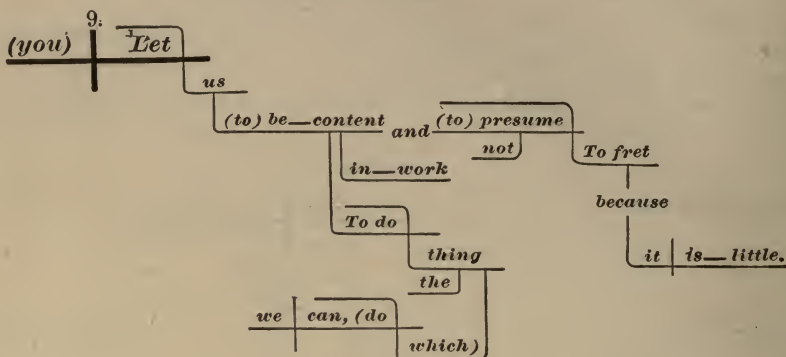 9.
(you) Let
us
(to) be—content and (to) presume
not
To fret
in—work
because
To do
thing
it is—little.
the
we can, (do
which)